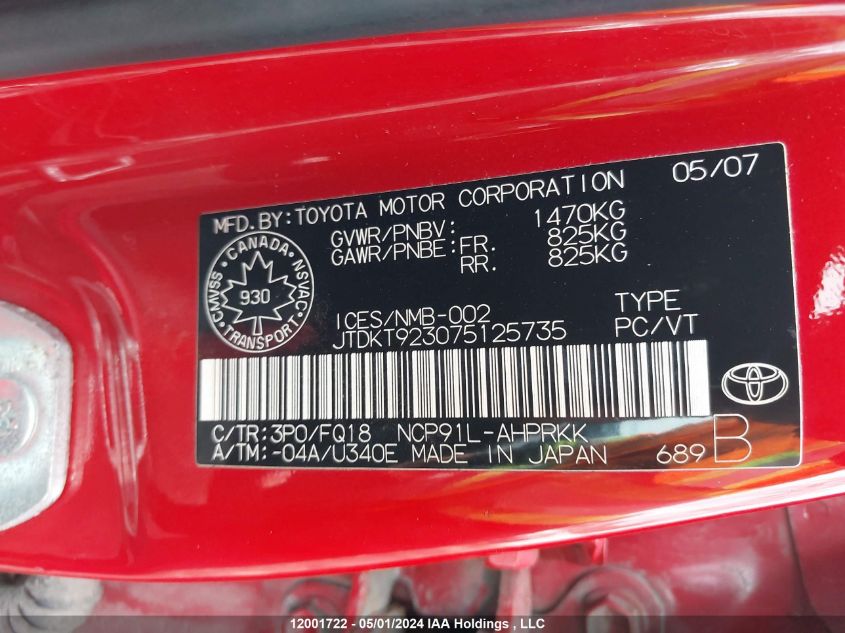 MFD. BY: TOYOTA MOTOR CORPORATION 05/07
GVWR/PNBV: 1470KG
GAWR/PNBE: FR. 825KG
RR. 825KG
CANADA
CMVSS 930 NSVAC
TRANSPORT
ICES/NMB-002 TYPE
JTDKT923075125735 PC/VT
C/TR: 3P0/FQ18 NCP91L-AHPRKK
A/TM: -04A/U340E MADE IN JAPAN 689 B
12001722 - 05/01/2024 IAA Holdings , LLC